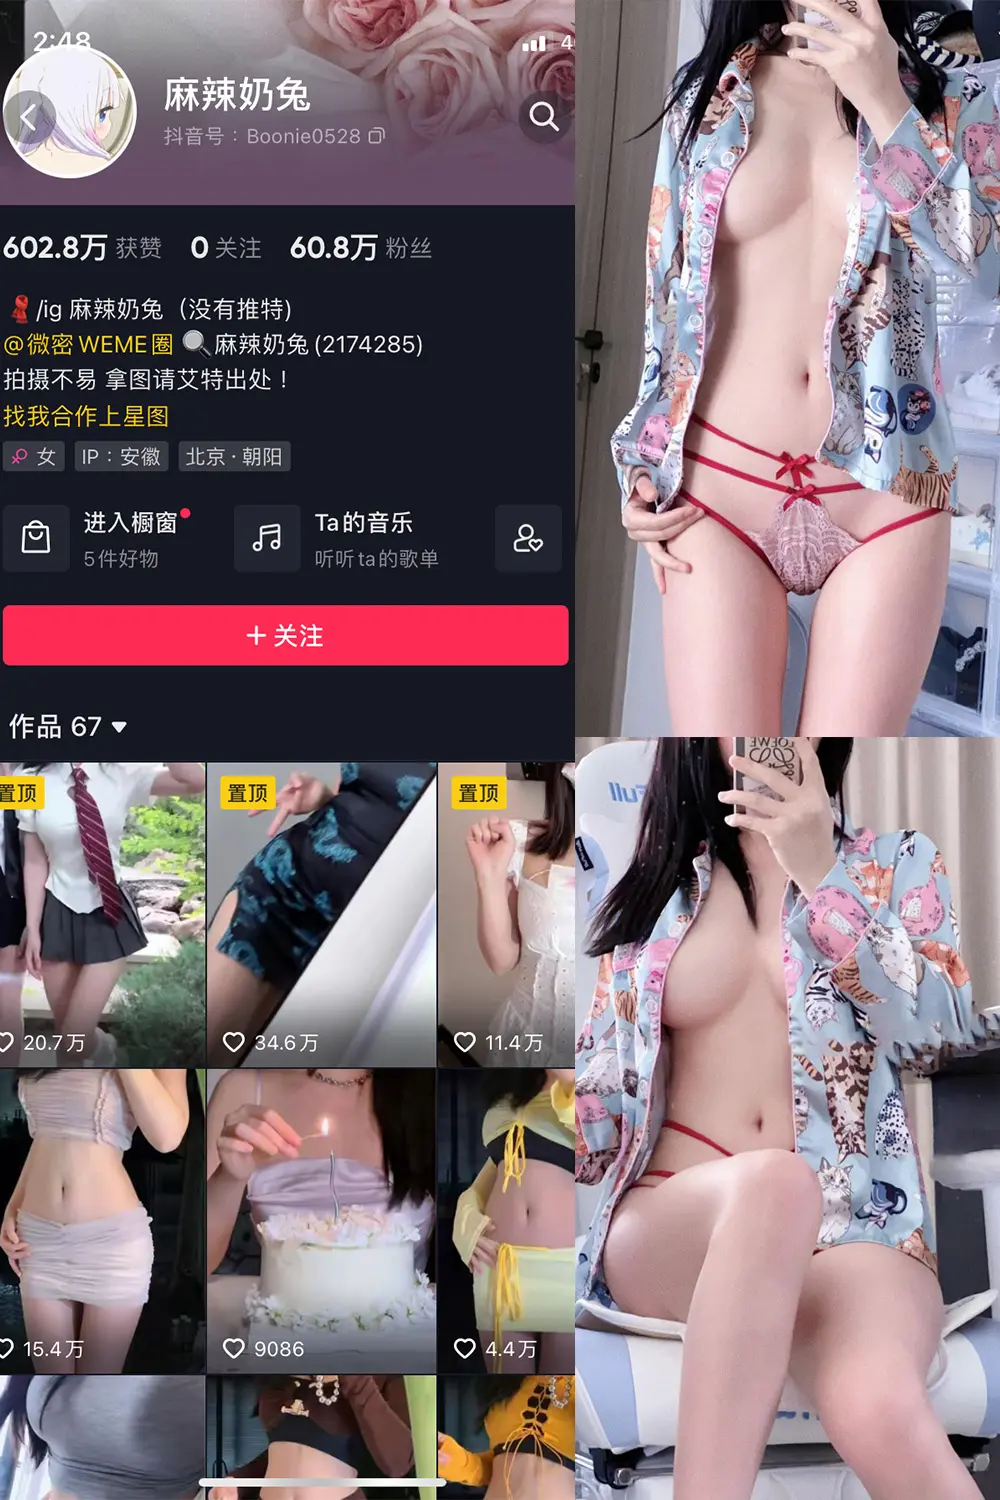 2:48
4
麻辣奶兔
抖音号：Boonie0528
602.8万 获赞 0 关注 60.8万 粉丝
/ig 麻辣奶兔（没有推特)
@微密 WEME圈 麻辣奶兔(2174285)
拍摄不易 拿图请艾特出处！
找我合作上星图
女 IP：安徽 北京·朝阳
进入橱窗 Ta的音乐
5件好物 听听ta的歌单
+ 关注
作品 67
置顶 置顶 置顶
20.7万 34.6万 11.4万
15.4万 9086 4.4万
LOEWE
Full